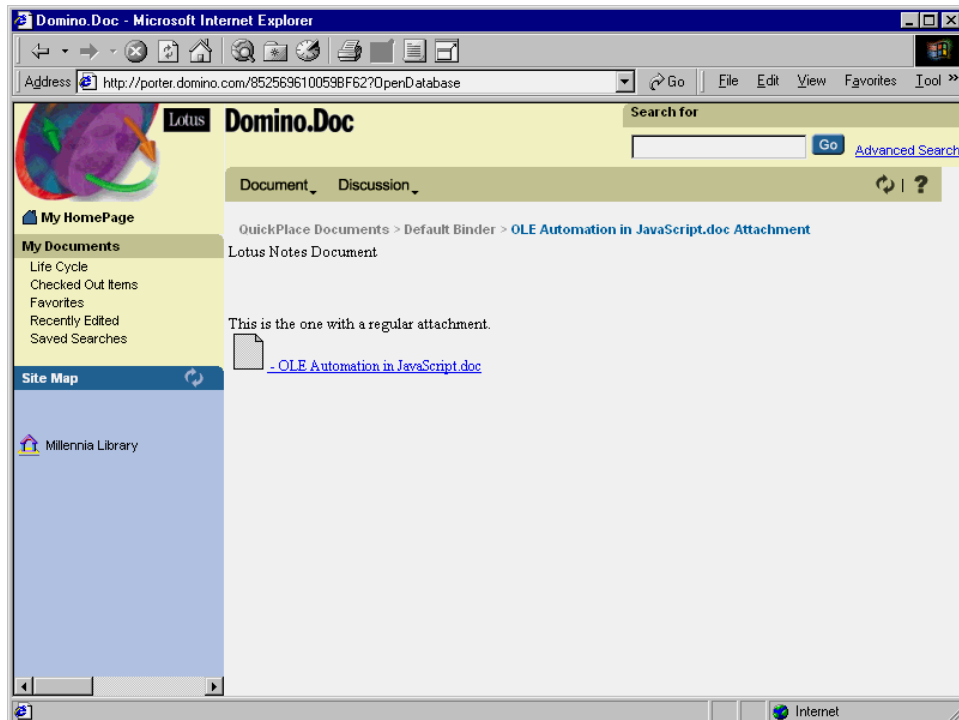 Domino.Doc - Microsoft Internet Explorer
Address http://porter.domino.com/852569610059BF62?OpenDatabase Go File Edit View Favorites Tool »
Lotus Domino.Doc
Search for
Go Advanced Search
Document Discussion ?
My HomePage
My Documents
Life Cycle
Checked Out Items
Favorites
Recently Edited
Saved Searches
Site Map
Millennia Library
QuickPlace Documents > Default Binder > OLE Automation in JavaScript.doc Attachment
Lotus Notes Document
This is the one with a regular attachment.
- OLE Automation in JavaScript.doc
Internet